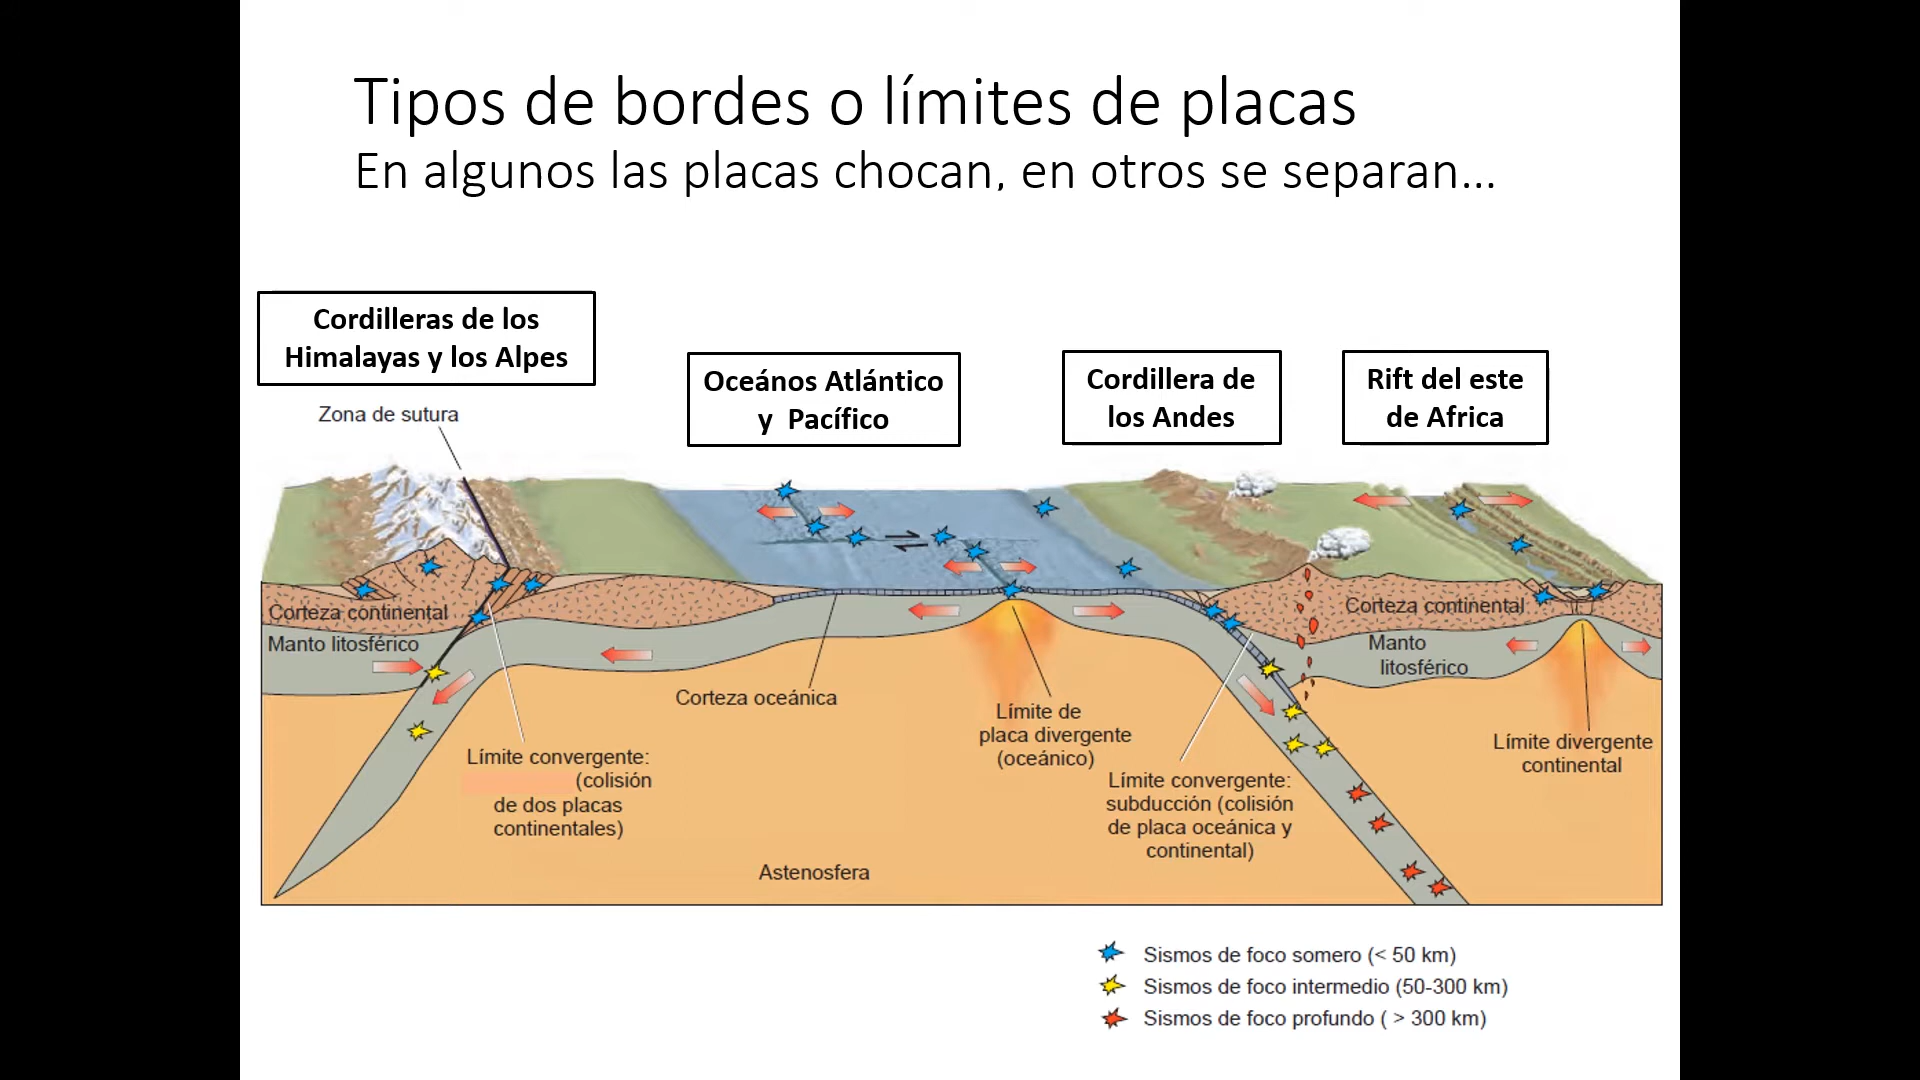 Tipos de bordes o límites de placas
En algunos las placas chocan, en otros se separan...
Cordilleras de los
Himalayas y los Alpes
Oceános Atlántico
y Pacífico
Cordillera de
los Andes
Rift del este
de Africa
Zona de sutura
Corteza continental
Manto litosférico
Corteza continental
Manto
litosférico
Corteza oceánica
Límite de
placa divergente
(oceánico)
Límite convergente:
(colisión
de dos placas
continentales)
Límite convergente:
subducción (colisión
de placa oceánica y
continental)
Límite divergente
continental
Astenosfera
Sismos de foco somero (< 50 km)
Sismos de foco intermedio (50-300 km)
Sismos de foco profundo ( > 300 km)